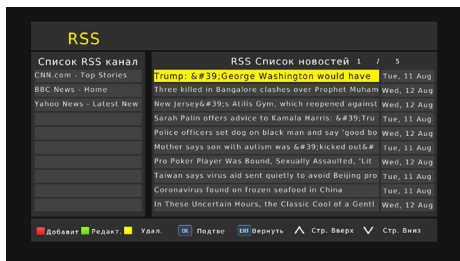 RSS
Список RSS канал
RSS Список новостей 1 / 5
CNN.com - Top Stories
BBC News - Home
Yahoo News - Latest New
Trump: &#39;George Washington would have Tue, 11 Aug
Three killed in Bangalore clashes over Prophet Muham Wed, 12 Aug
New Jersey&#39;s Atilis Gym, which reopened against Wed, 12 Aug
Sarah Palin offers advice to Kamala Harris: &#39;Tru Tue, 11 Aug
Police officers set dog on black man and say 'good bo Wed, 12 Aug
Mother says son with autism was &#39;kicked out&# Tue, 11 Aug
Pro Poker Player Was Bound, Sexually Assaulted, 'Lit Wed, 12 Aug
Taiwan says virus aid sent quietly to avoid Beijing pro Tue, 11 Aug
Coronavirus found on frozen seafood in China Tue, 11 Aug
In These Uncertain Hours, the Classic Cool of a Gentl Wed, 12 Aug
Добавит Редакт. Удал. OK Подтве EXIT Вернуть Стр. Вверх Стр. Вниз